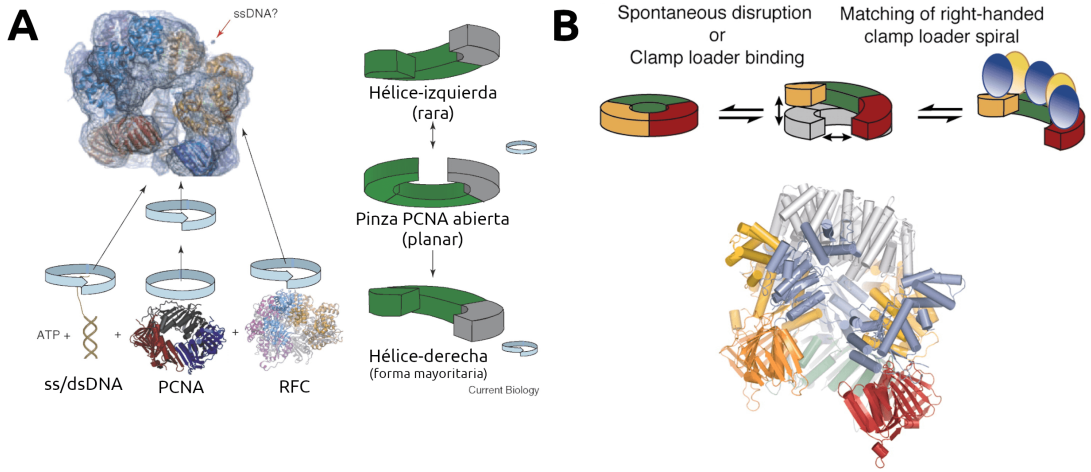 A
ssDNA?
ATP +
+
+
ss/dsDNA
PCNA
RFC
Hélice-izquierda
(rara)
Pinza PCNA abierta
(planar)
Hélice-derecha
(forma mayoritaria)
Current Biology
B
Spontaneous disruption
or
Clamp loader binding
Matching of right-handed
clamp loader spiral